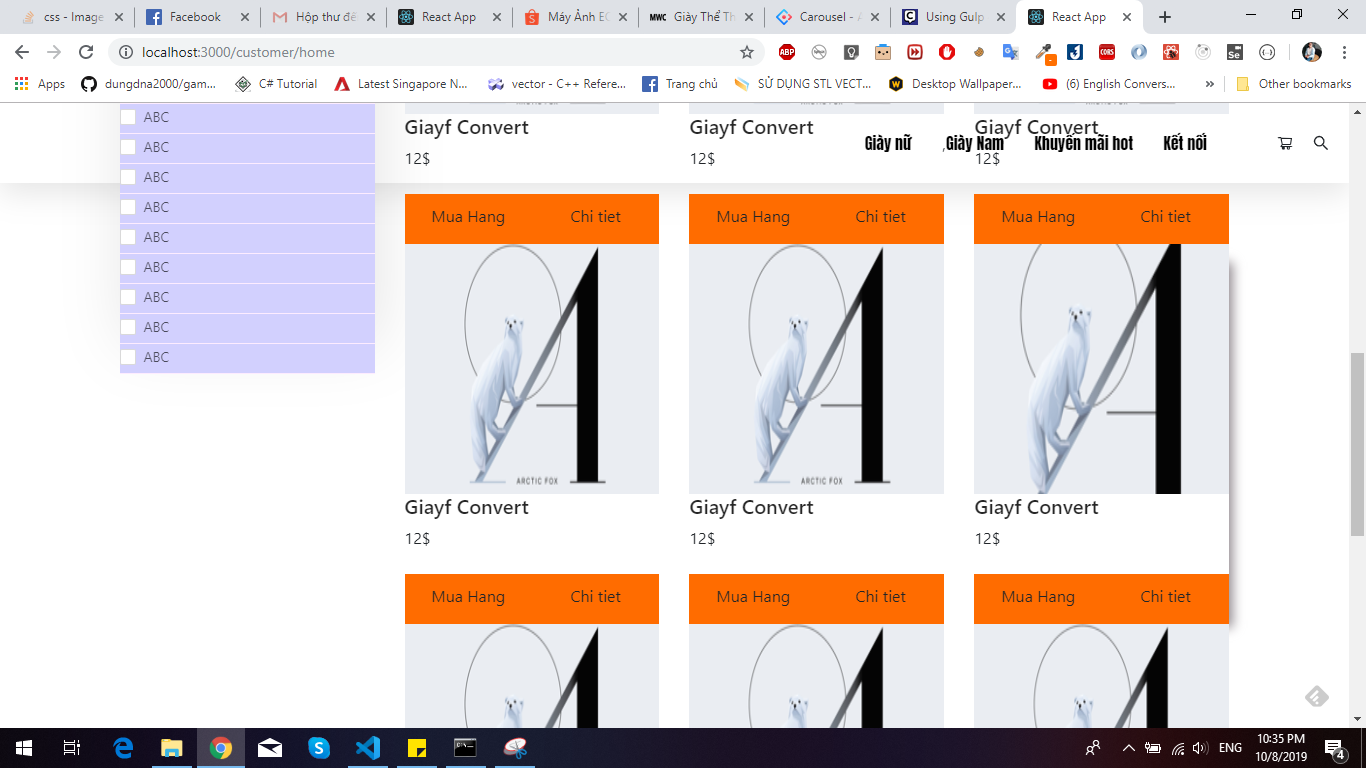 css - Image
Facebook
Hộp thư đế
React App
Máy Ảnh EC
MWC Giày Thể Th
Carousel - A
Using Gulp
React App
localhost:3000/customer/home
ABP
CORS
Se
Apps
dungdna2000/gam...
C# Tutorial
Latest Singapore N...
vector - C++ Refere...
Trang chủ
SỬ DỤNG STL VECT...
Desktop Wallpaper...
(6) English Convers...
»
Other bookmarks
ABC
ABC
ABC
ABC
ABC
ABC
ABC
ABC
ABC
Giayf Convert
Giayf Convert
Giayf Convert
12$
12$
12$
Giày nữ
,Giày Nam
Khuyến mãi hot
Kết nối
Mua Hang Chi tiet
Mua Hang Chi tiet
Mua Hang Chi tiet
ARCTIC FOX
ARCTIC FOX
Giayf Convert
Giayf Convert
Giayf Convert
12$
12$
12$
Mua Hang Chi tiet
Mua Hang Chi tiet
Mua Hang Chi tiet
ENG
10:35 PM
10/8/2019
4